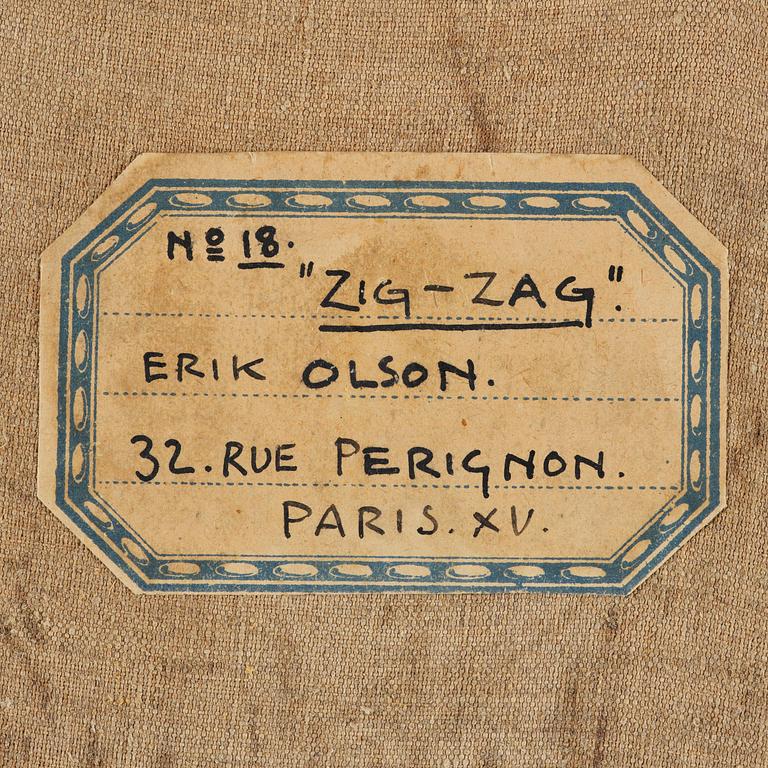 Nº 18.
"ZIG-ZAG".
ERIK OLSON.
32. RUE PERIGNON.
PARIS. XV.